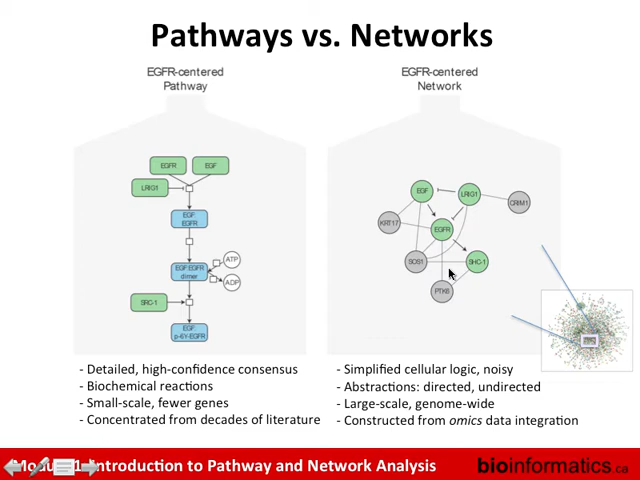 Pathways vs. Networks
EGFR-centered
Pathway
EGFR-centered
Network
EGFR
EGF
LRIG1
EGF
EGFR
EGF:EGFR
dimer
ATP
ADP
SRC-1
EGF
p-6Y-EGFR
EGF
LRIG1
CRIM1
KRT17
EGFR
SOS1
SHC-1
PTK6
- Detailed, high-confidence consensus
- Biochemical reactions
- Small-scale, fewer genes
- Concentrated from decades of literature
- Simplified cellular logic, noisy
- Abstractions: directed, undirected
- Large-scale, genome-wide
- Constructed from omics data integration
Introduction to Pathway and Network Analysis
bioinformatics.ca